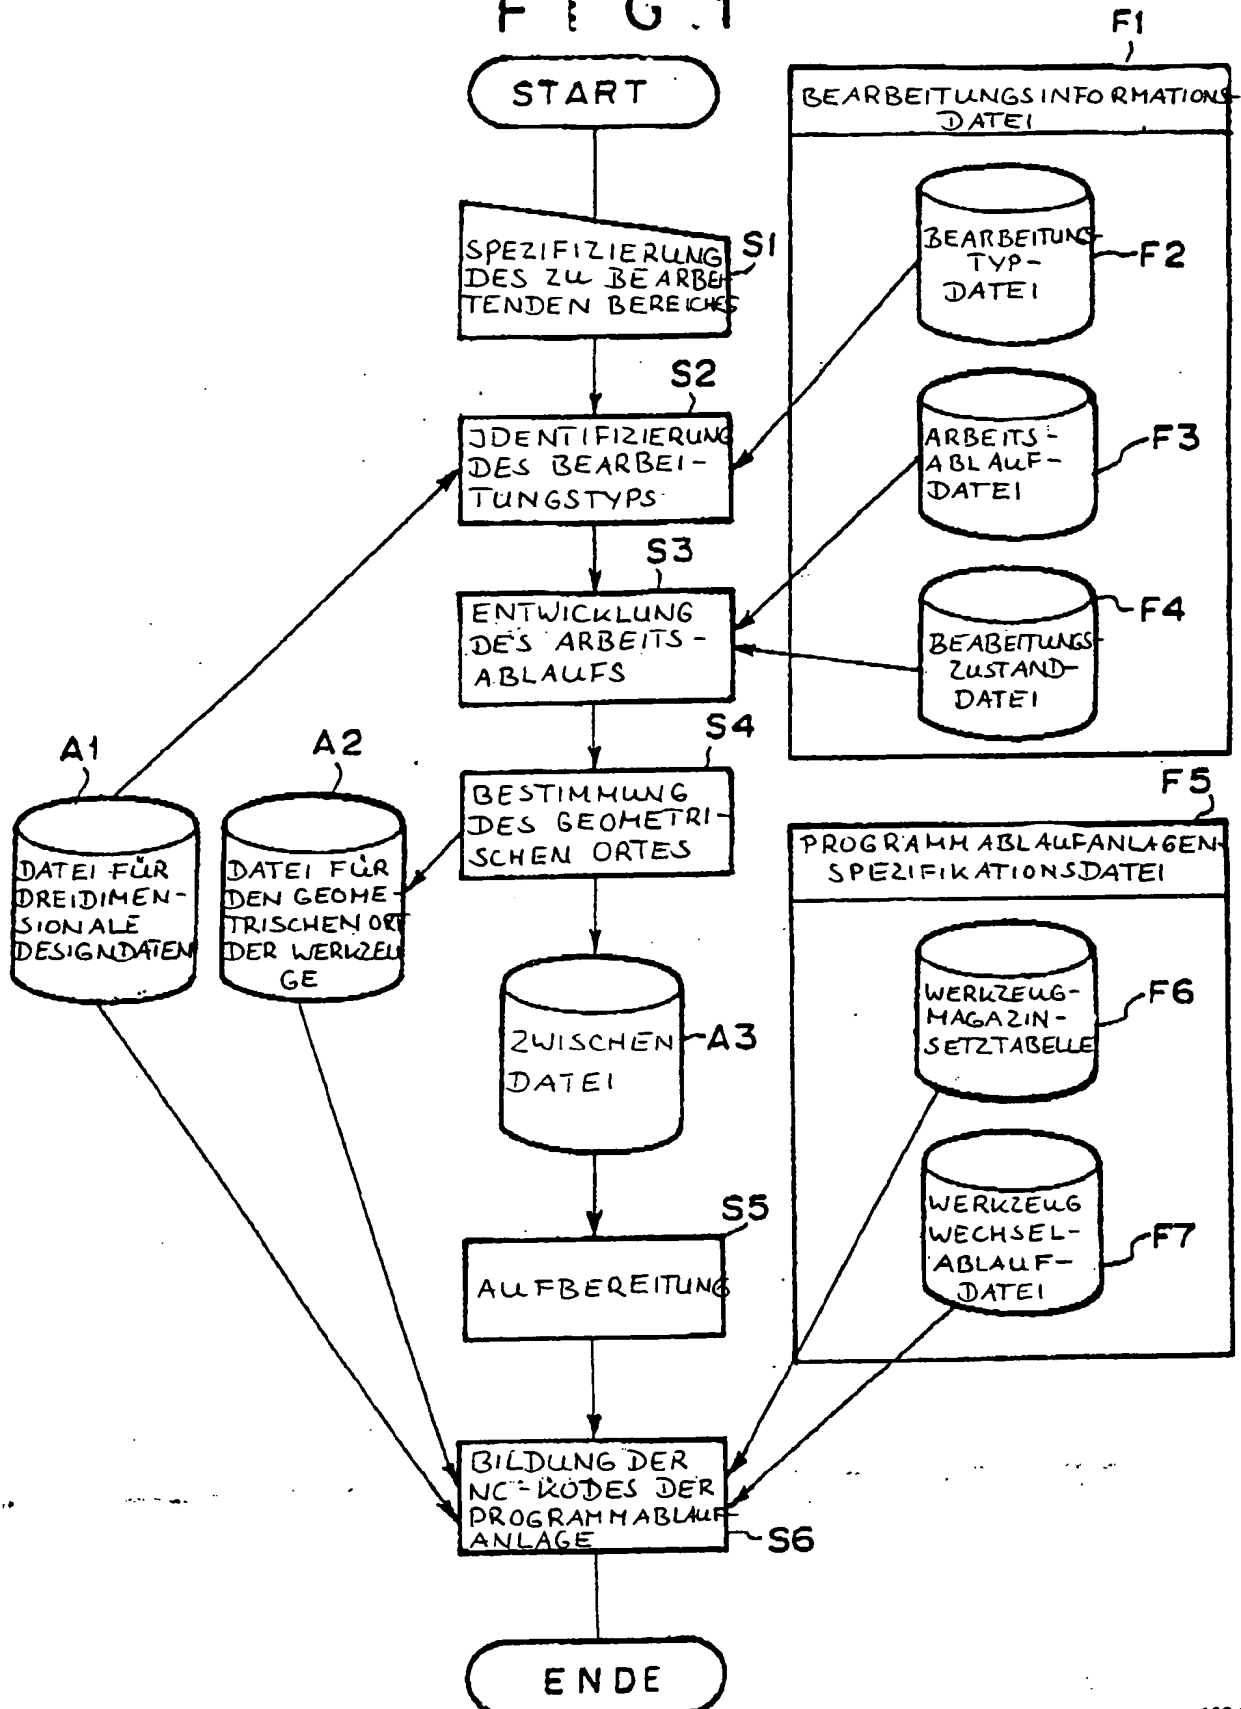 FIG.1
START
F1
BEARBEITUNGSINFORMATIONS-
DATEI
SPEZIFIZIERUNG
DES ZU BEARBEI-
TENDEN BEREICHES
S1
BEARBEITUNG-
TYP-
DATEI
F2
S2
JDENTIFIZIERUNG
DES BEARBEI-
TUNGSTYPS
ARBEITS-
ABLAUF-
DATEI
F3
S3
ENTWICKLUNG
DES ARBEITS-
ABLAUFS
BEABEITUNGS-
ZUSTAND-
DATEI
F4
A1
DATEI FÜR
DREIDIMEN-
SIONALE
DESIGNDATEN
A2
DATEI FÜR
DEN GEOME-
TRISCHEN ORT
DER WERKZEU
GE
S4
BESTIMMUNG
DES GEOMETRI-
SCHEN ORTES
F5
PROGRAMMABLAUFANLAGEN-
SPEZIFIKATIONSDATEI
ZWISCHEN
DATEI
A3
WERKZEUG-
MAGAZIN-
SETZTABELLE
F6
S5
AUFBEREITUNG
WERKZEUG
WECHSEL-
ABLAUF-
DATEI
F7
BILDUNG DER
NC-KODES DER
PROGRAMMABLAUF-
ANLAGE
S6
ENDE